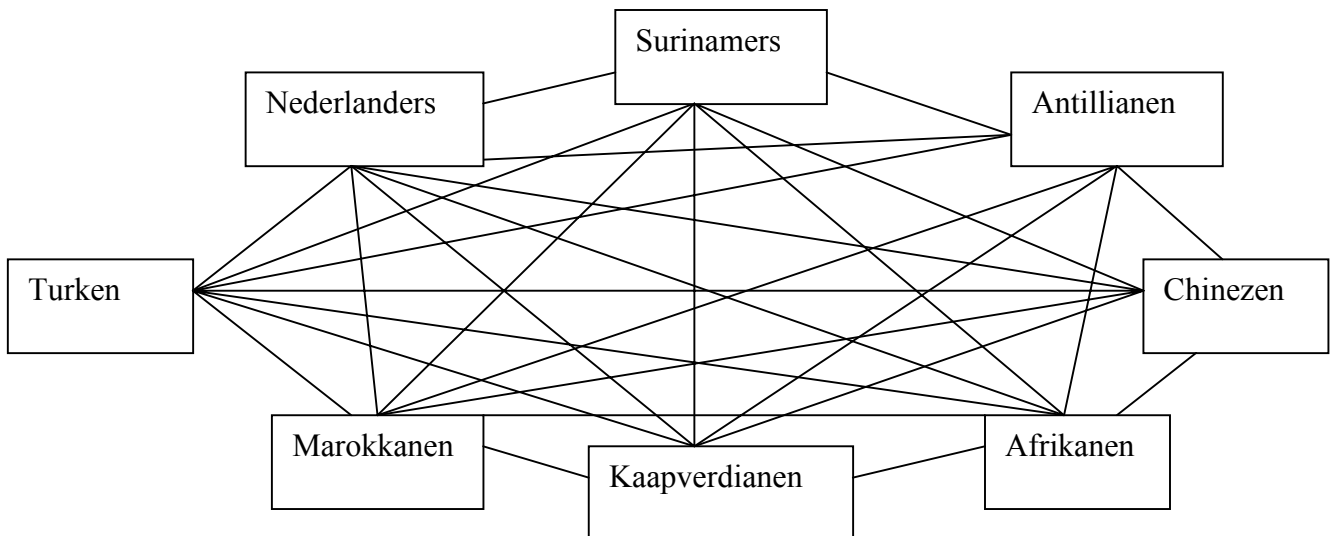 Surinamers
Nederlanders
Antillianen
Turken
Chinezen
Marokkanen
Kaapverdianen
Afrikanen